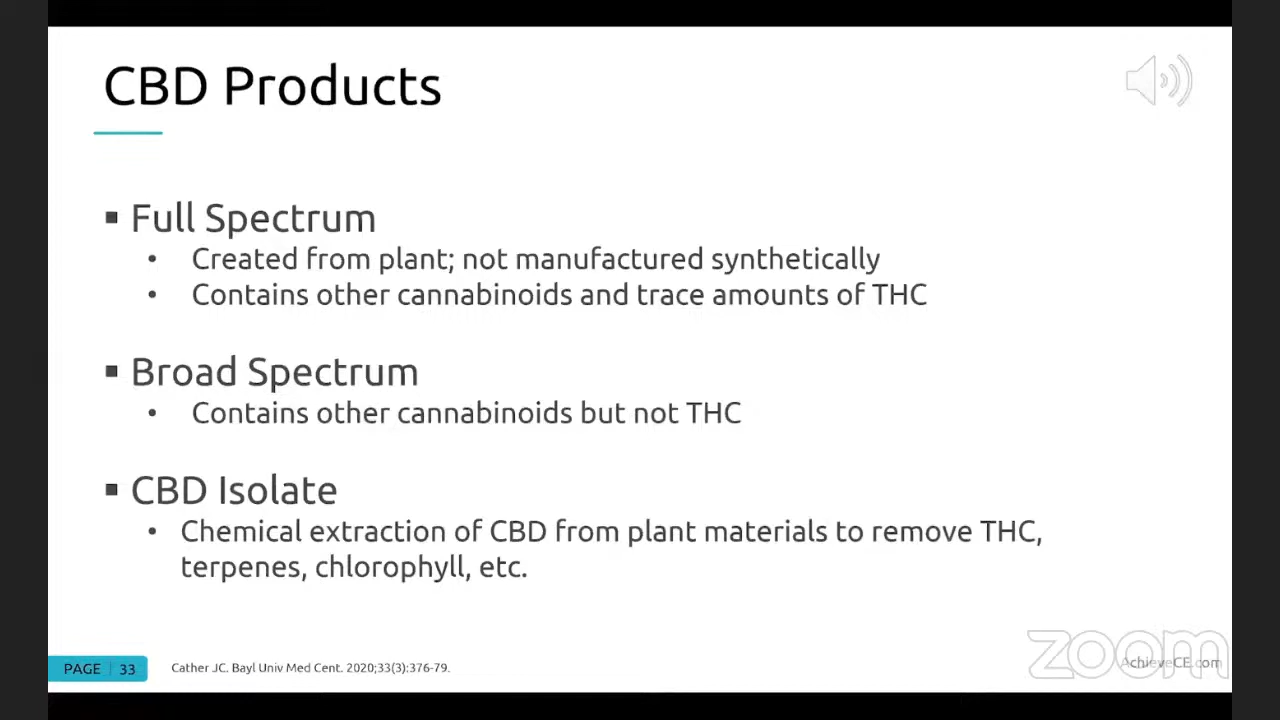 CBD Products
▪ Full Spectrum
• Created from plant; not manufactured synthetically
• Contains other cannabinoids and trace amounts of THC
▪ Broad Spectrum
• Contains other cannabinoids but not THC
▪ CBD Isolate
• Chemical extraction of CBD from plant materials to remove THC,
terpenes, chlorophyll, etc.
PAGE | 33
Cather JC. Bayl Univ Med Cent. 2020;33(3):376-79.
zoom
AchieveCE.com